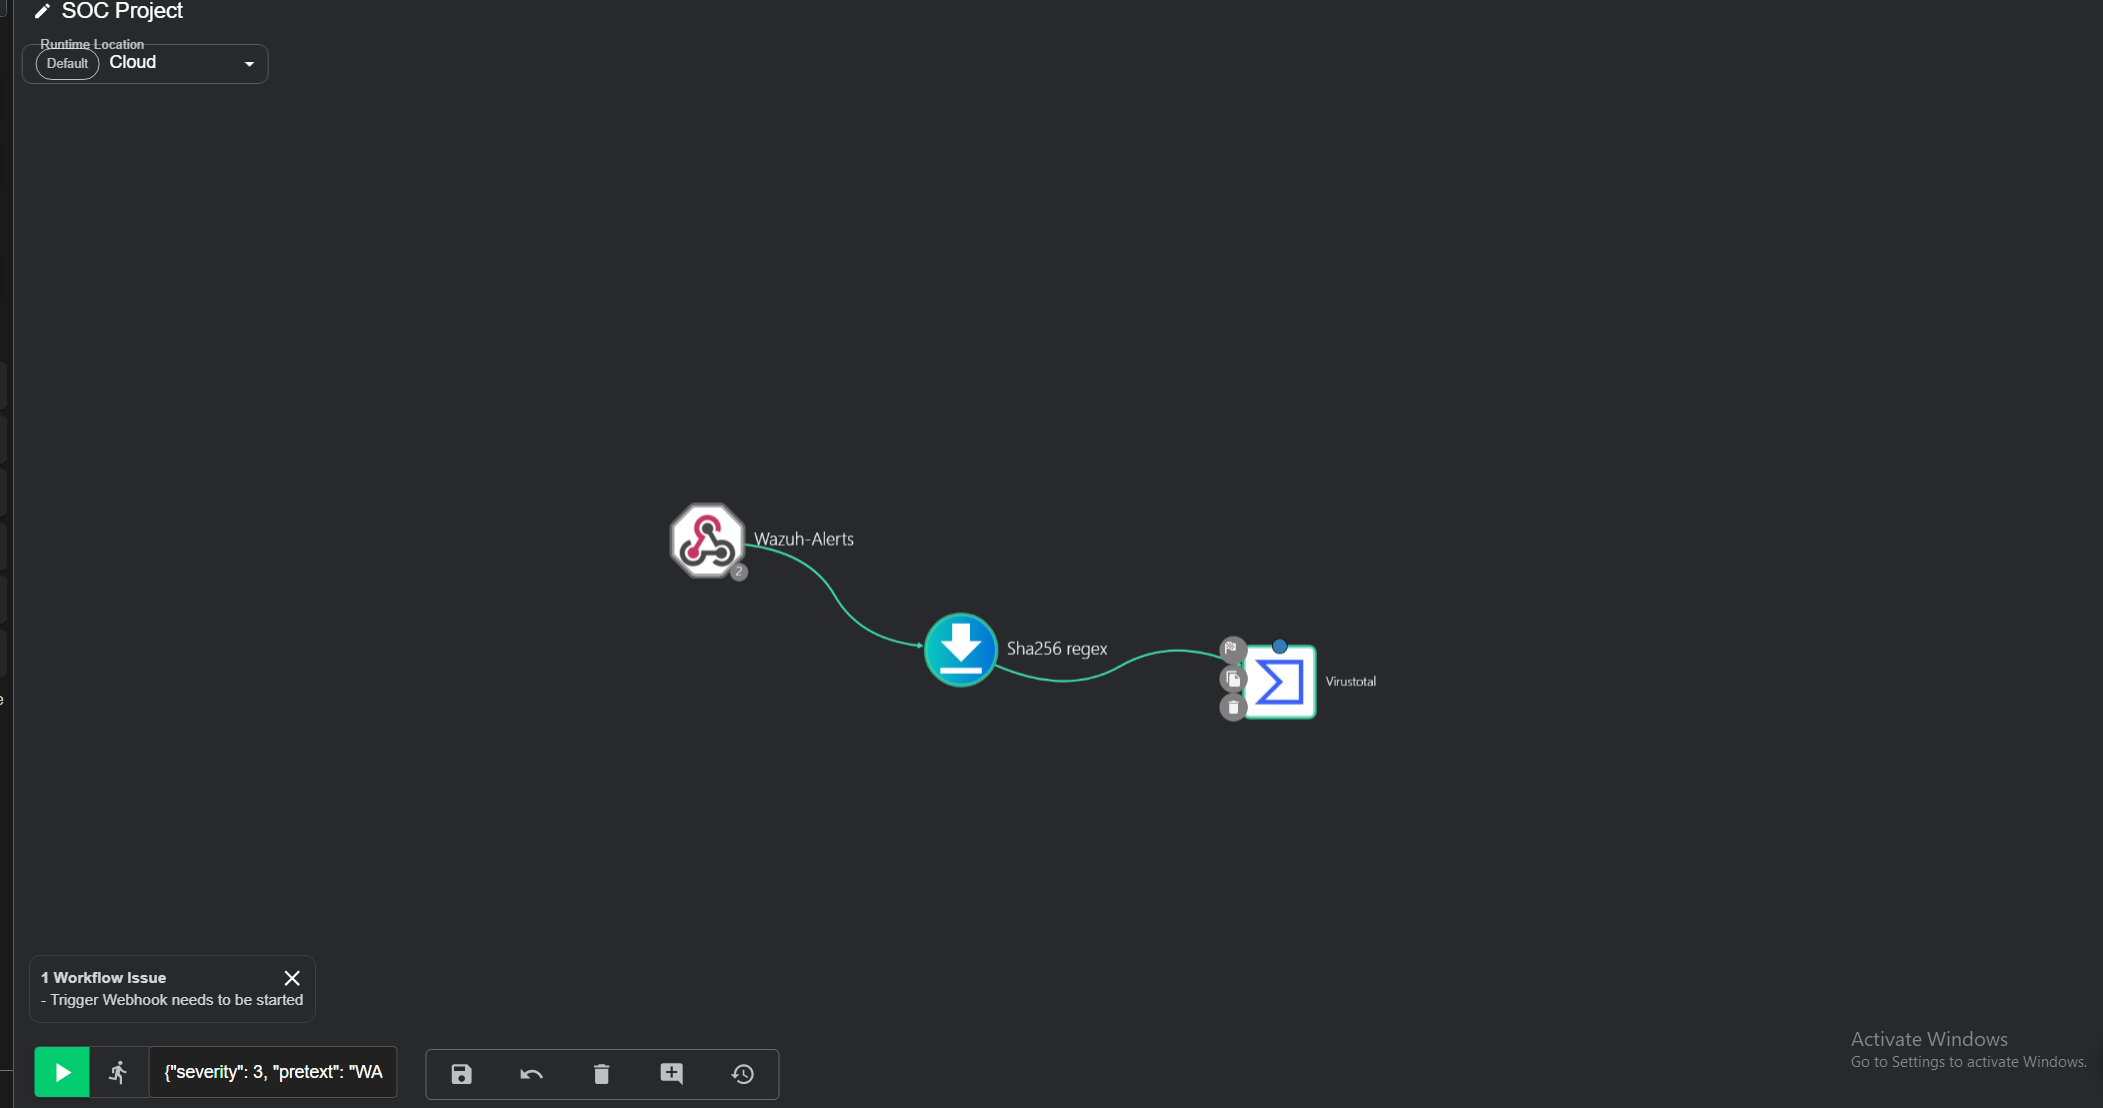 SOC Project
Runtime Location
Default Cloud
Wazuh-Alerts
2
Sha256 regex
Virustotal
e
1 Workflow Issue
- Trigger Webhook needs to be started
Activate Windows
Go to Settings to activate Windows.
{"severity": 3, "pretext": "WA